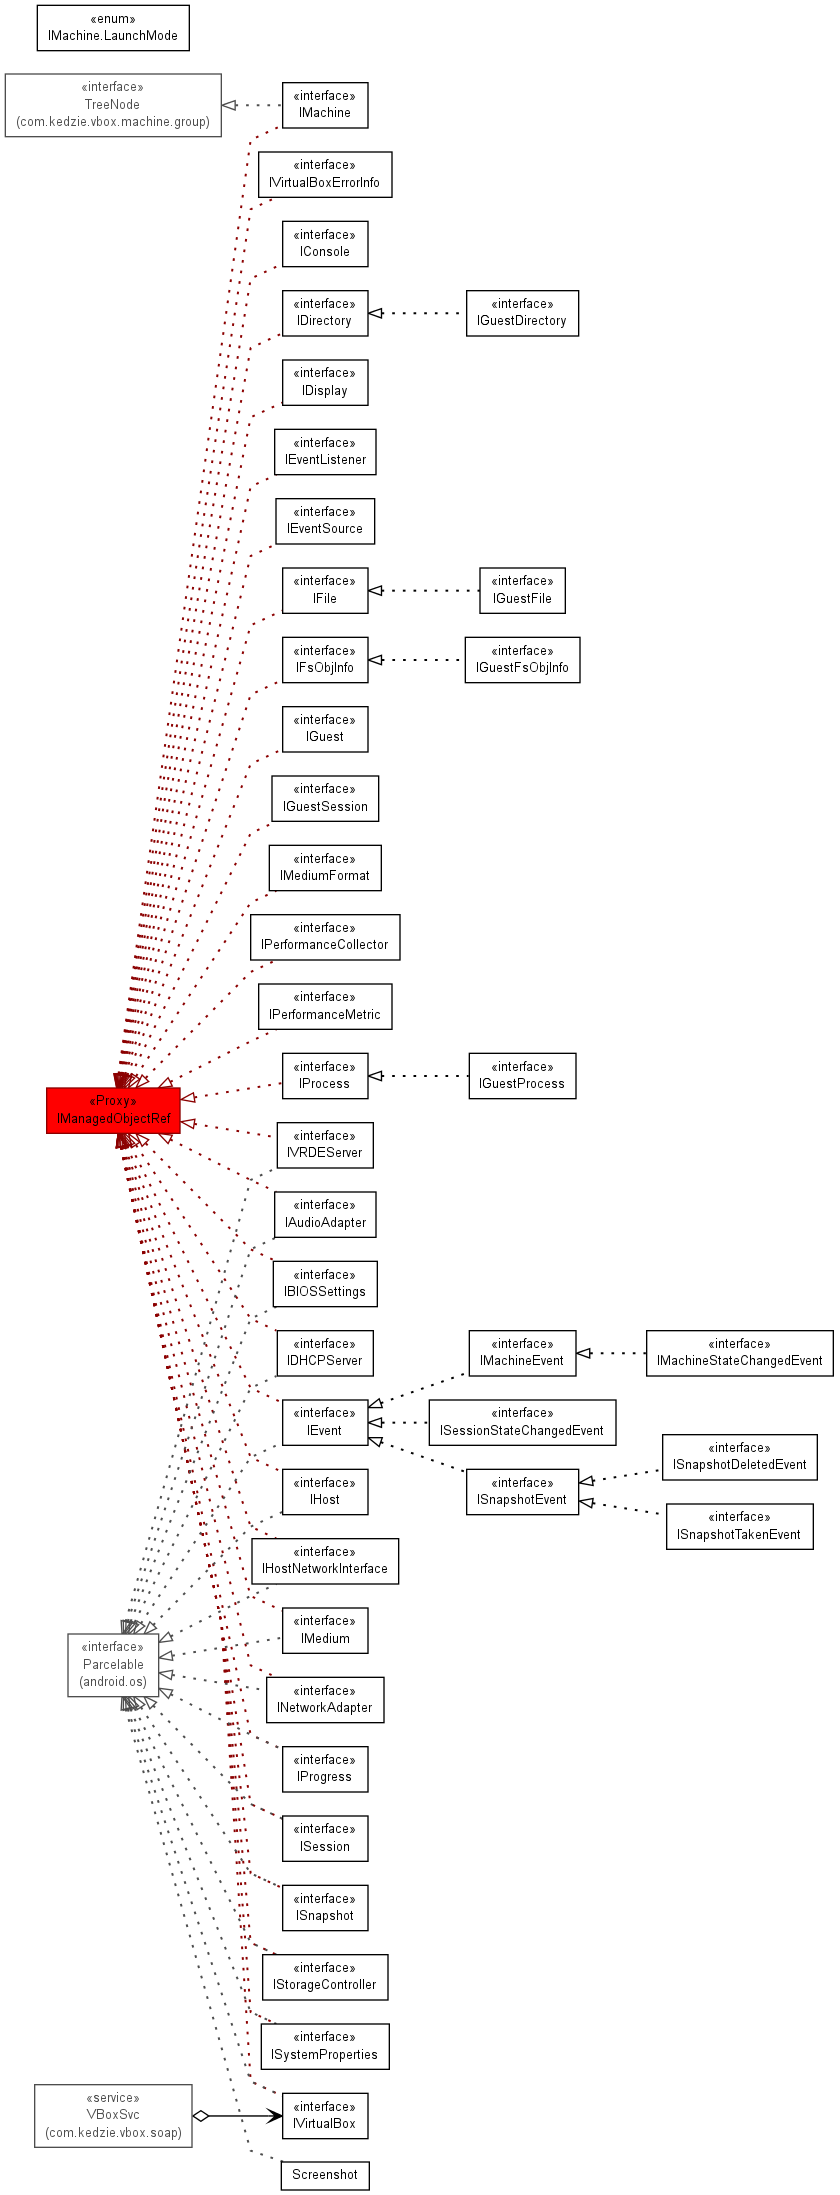 «enum»
IMachine.LaunchMode
«interface»
TreeNode
(com.kedzie.vbox.machine.group)
«interface»
IMachine
«interface»
IVirtualBoxErrorInfo
«interface»
IConsole
«interface»
IDirectory
«interface»
IGuestDirectory
«interface»
IDisplay
«interface»
IEventListener
«interface»
IEventSource
«interface»
IFile
«interface»
IGuestFile
«interface»
IFsObjInfo
«interface»
IGuestFsObjInfo
«interface»
IGuest
«interface»
IGuestSession
«interface»
IMediumFormat
«interface»
IPerformanceCollector
«interface»
IPerformanceMetric
«interface»
IProcess
«interface»
IGuestProcess
«Proxy»
IManagedObjectRef
«interface»
IVRDEServer
«interface»
IAudioAdapter
«interface»
IBIOSSettings
«interface»
IDHCPServer
«interface»
IMachineEvent
«interface»
IMachineStateChangedEvent
«interface»
IEvent
«interface»
ISessionStateChangedEvent
«interface»
ISnapshotDeletedEvent
«interface»
IHost
«interface»
ISnapshotEvent
«interface»
ISnapshotTakenEvent
«interface»
IHostNetworkInterface
«interface»
IMedium
«interface»
Parcelable
(android.os)
«interface»
INetworkAdapter
«interface»
IProgress
«interface»
ISession
«interface»
ISnapshot
«interface»
IStorageController
«interface»
ISystemProperties
«service»
VBoxSvc
(com.kedzie.vbox.soap)
«interface»
IVirtualBox
Screenshot